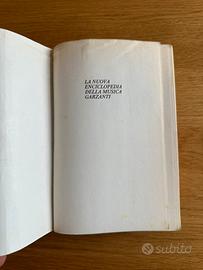 LA NUOVA
ENCICLOPEDIA
DELLA MUSICA
GARZANTI
subito